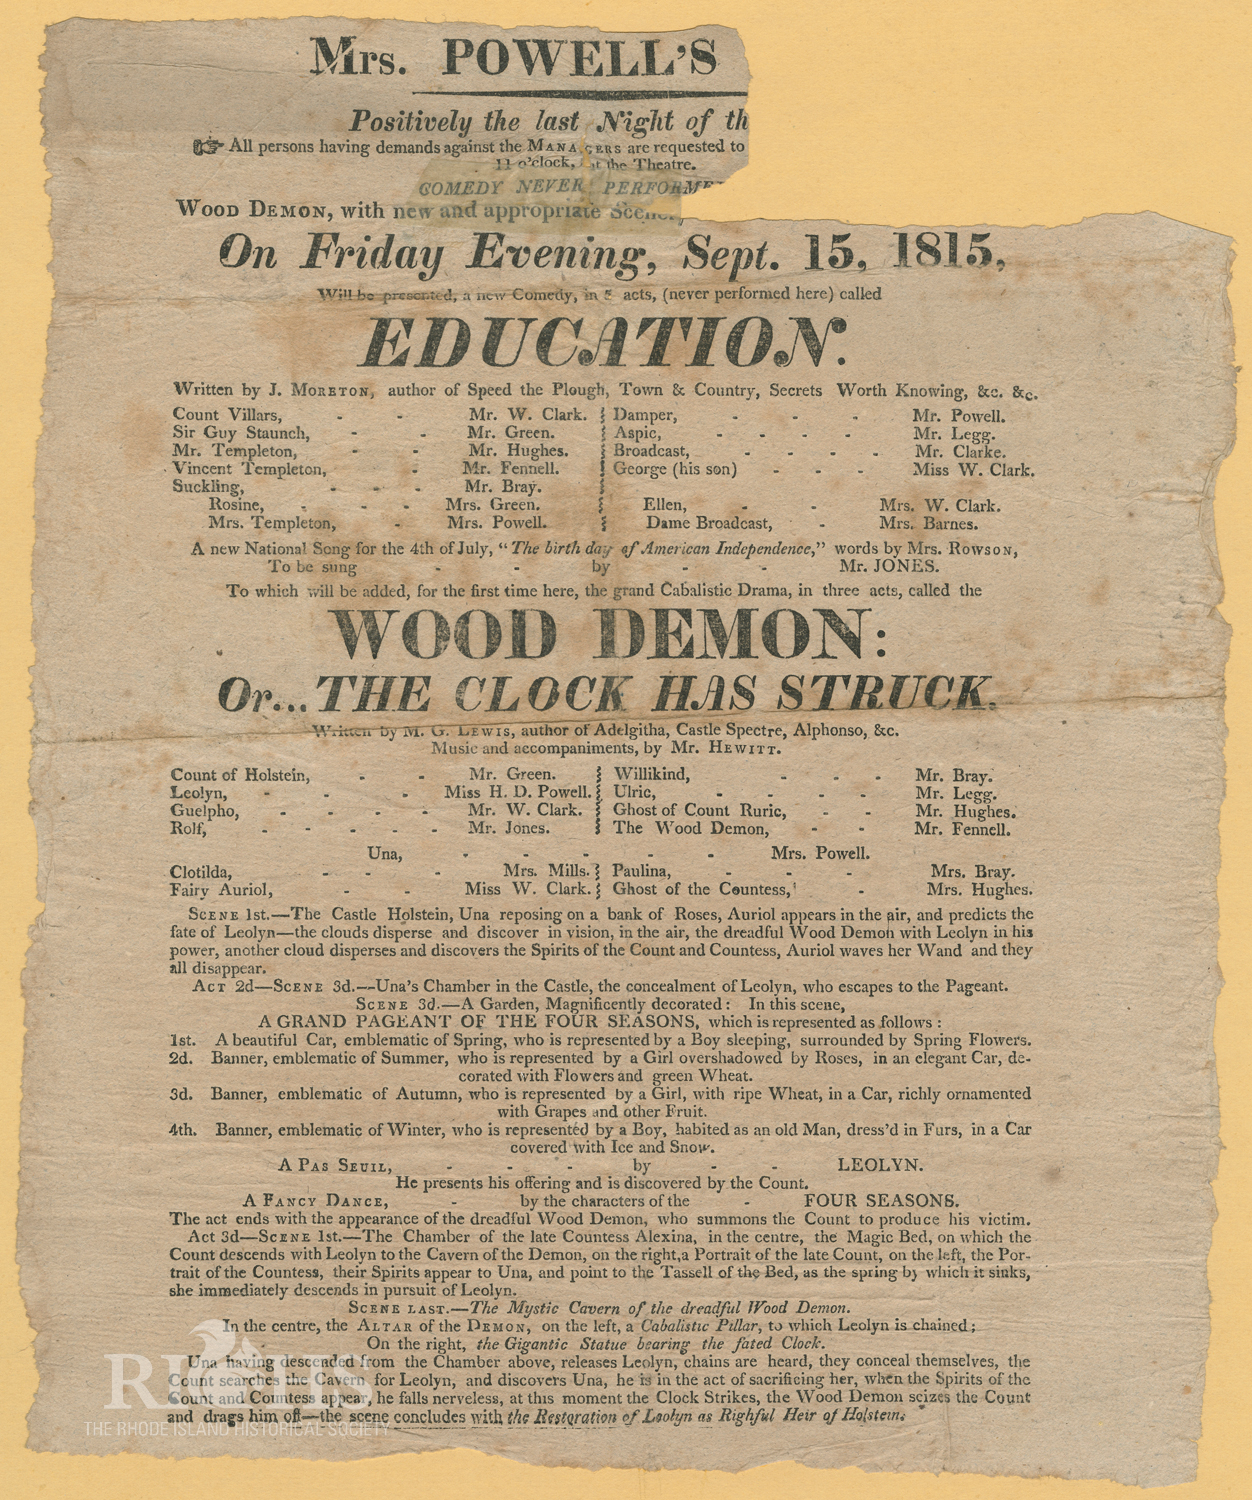 Mrs. POWELL'S
Positively the last Night of th
☞ All persons having demands against the MANAGERS are requested to
11 o'clock, at the Theatre.
COMEDY NEVER PERFORME
WOOD DEMON, with new and appropriate Scene
On Friday Evening, Sept. 15, 1815,
Will be presented, a new Comedy, in 5 acts, (never performed here) called
EDUCATION.
Written by J. MORETON, author of Speed the Plough, Town & Country, Secrets Worth Knowing, &c. &c.
Count Villars, - - Mr. W. Clark. Damper, - - - Mr. Powell.
Sir Guy Staunch, - - Mr. Green. Aspic, - - - - Mr. Legg.
Mr. Templeton, - - Mr. Hughes. Broadcast, - - - - Mr. Clarke.
Vincent Templeton, - Mr. Fennell. George (his son) - - - Miss W. Clark.
Suckling, - - - Mr. Bray.
Rosine, - - - Mrs. Green. Ellen, - - Mrs. W. Clark.
Mrs. Templeton, - Mrs. Powell. Dame Broadcast, - Mrs. Barnes.
A new National Song for the 4th of July, "The birth day of American Independence," words by Mrs. ROWSON,
To be sung - - by - - Mr. JONES.
To which will be added, for the first time here, the grand Cabalistic Drama, in three acts, called the
WOOD DEMON:
Or...THE CLOCK HAS STRUCK.
Written by M. G. LEWIS, author of Adelgitha, Castle Spectre, Alphonso, &c.
Music and accompaniments, by Mr. HEWITT.
Count of Holstein, - - Mr. Green. Willikind, - - - Mr. Bray.
Leolyn, - - - Miss H. D. Powell. Ulric, - - - - Mr. Legg.
Guelpho, - - - - Mr. W. Clark. Ghost of Count Ruric, - - Mr. Hughes.
Rolf, - - - - - Mr. Jones. The Wood Demon, - - Mr. Fennell.
Una, - - - - - Mrs. Powell.
Clotilda, - - - Mrs. Mills. Paulina, - - - Mrs. Bray.
Fairy Auriol, - - Miss W. Clark. Ghost of the Countess, - Mrs. Hughes.
SCENE 1st.—The Castle Holstein, Una reposing on a bank of Roses, Auriol appears in the air, and predicts the
fate of Leolyn—the clouds disperse and discover in vision, in the air, the dreadful Wood Demon with Leolyn in his
power, another cloud disperses and discovers the Spirits of the Count and Countess, Auriol waves her Wand and they
all disappear.
ACT 2d—SCENE 3d.—Una's Chamber in the Castle, the concealment of Leolyn, who escapes to the Pageant.
SCENE 3d.—A Garden, Magnificently decorated: In this scene,
A GRAND PAGEANT OF THE FOUR SEASONS, which is represented as follows:
1st. A beautiful Car, emblematic of Spring, who is represented by a Boy sleeping, surrounded by Spring Flowers.
2d. Banner, emblematic of Summer, who is represented by a Girl overshadowed by Roses, in an elegant Car, de-
corated with Flowers and green Wheat.
3d. Banner, emblematic of Autumn, who is represented by a Girl, with ripe Wheat, in a Car, richly ornamented
with Grapes and other Fruit.
4th. Banner, emblematic of Winter, who is represented by a Boy, habited as an old Man, dress'd in Furs, in a Car
covered with Ice and Snow.
A PAS SEUIL, - - - by - - LEOLYN.
He presents his offering and is discovered by the Count.
A FANCY DANCE, - by the characters of the - FOUR SEASONS.
The act ends with the appearance of the dreadful Wood Demon, who summons the Count to produce his victim.
Act 3d—SCENE 1st.—The Chamber of the late Countess Alexina, in the centre, the Magic Bed, on which the
Count descends with Leolyn to the Cavern of the Demon, on the right, a Portrait of the late Count, on the left, the Por-
trait of the Countess, their Spirits appear to Una, and point to the Tassell of the Bed, as the spring by which it sinks,
she immediately descends in pursuit of Leolyn.
SCENE LAST.—The Mystic Cavern of the dreadful Wood Demon.
In the centre, the ALTAR of the DEMON, on the left, a Cabalistic Pillar, to which Leolyn is chained;
On the right, the Gigantic Statue bearing the fated Clock.
Una having descended from the Chamber above, releases Leolyn, chains are heard, they conceal themselves, the
Count searches the Cavern for Leolyn, and discovers Una, he is in the act of sacrificing her, when the Spirits of the
Count and Countess appear, he falls nerveless, at this moment the Clock Strikes, the Wood Demon seizes the Count
and drags him off—the scene concludes with the Restoration of Leolyn as Righful Heir of Holstein.
RIHS
THE RHODE ISLAND HISTORICAL SOCIETY